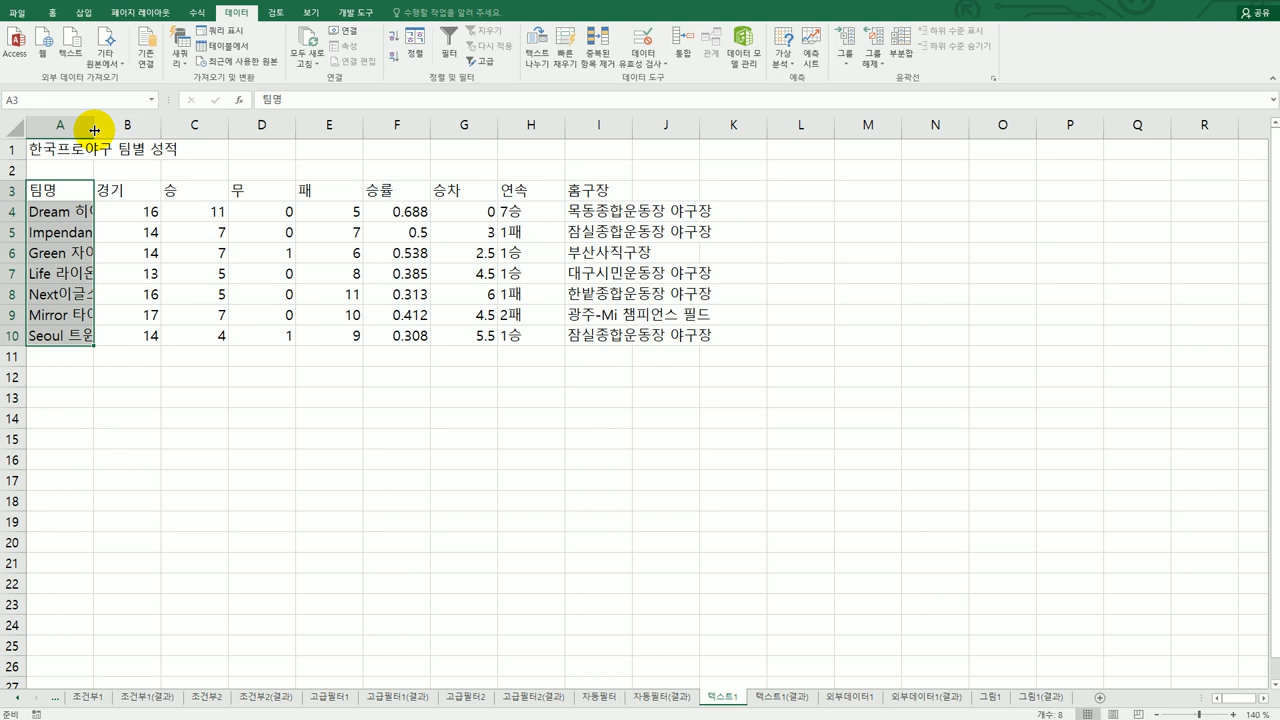 파일 홈 삽입 페이지 레이아웃 수식 데이터 검토 보기 개발 도구 수행할 작업을 알려 주세요. 공유
Access 웹 텍스트 기타 원본에서 기존 연결 새 쿼리 쿼리 표시 테이블에서 최근에 사용한 원본 모두 새로 고침 연결 속성 연결 편집 정렬 필터 지우기 다시 적용 고급 텍스트 나누기 빠른 채우기 중복된 항목 제거 데이터 유효성 검사 통합 관계 데이터 모델 관리 가상 분석 예측 시트 그룹 그룹 해제 부분합 하위 수준 표시 하위 수준 숨기기
외부 데이터 가져오기 가져오기 및 변환 연결 정렬 및 필터 데이터 도구 예측 윤곽선
A3 fx 팀명
A B C D E F G H I J K L M N O P Q R
1 한국프로야구 팀별 성적
2
3 팀명 경기 승 무 패 승률 승차 연속 홈구장
4 Dream 히 16 11 0 5 0.688 0 7승 목동종합운동장 야구장
5 Impendan 14 7 0 7 0.5 3 1패 잠실종합운동장 야구장
6 Green 자이 14 7 1 6 0.538 2.5 1승 부산사직구장
7 Life 라이온 13 5 0 8 0.385 4.5 1승 대구시민운동장 야구장
8 Next이글스 16 5 0 11 0.313 6 1패 한밭종합운동장 야구장
9 Mirror 타이 17 7 0 10 0.412 4.5 2패 광주-Mi 챔피언스 필드
10 Seoul 트윈 14 4 1 9 0.308 5.5 1승 잠실종합운동장 야구장
11
12
13
14
15
16
17
18
19
20
21
22
23
24
25
26
27
... 조건부1 조건부1(결과) 조건부2 조건부2(결과) 고급필터1 고급필터1(결과) 고급필터2 고급필터2(결과) 자동필터 자동필터(결과) 텍스트1 텍스트1(결과) 외부데이터1 외부데이터1(결과) 그림1 그림1(결과)
준비 개수: 8 140 %